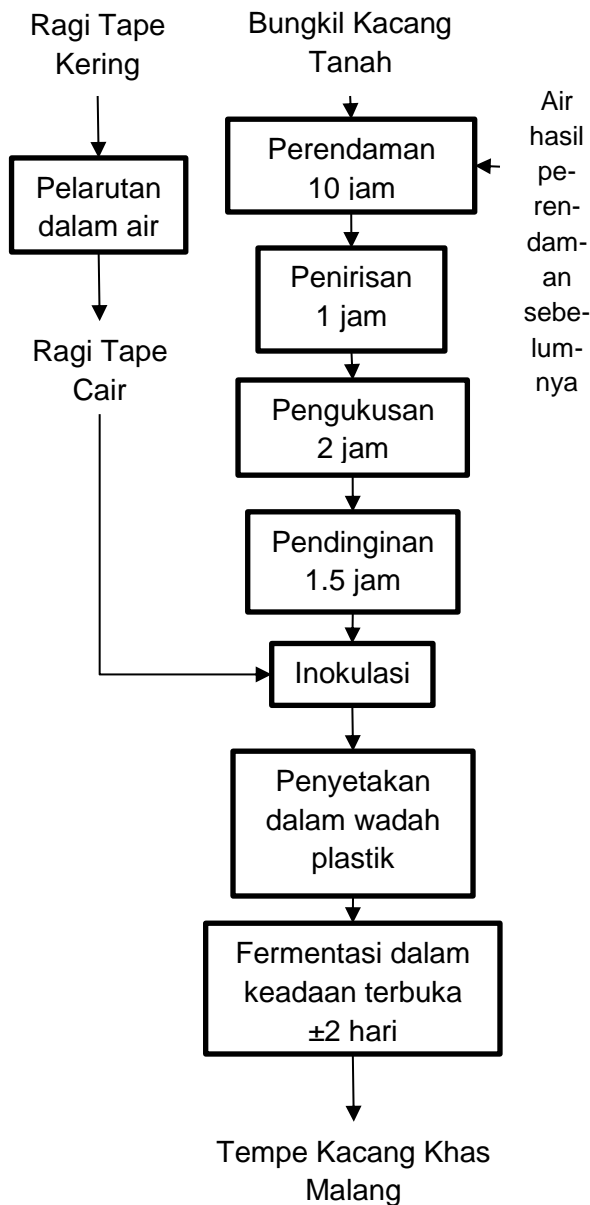 Ragi Tape
Kering
Pelarutan
dalam air
Ragi Tape
Cair
Bungkil Kacang
Tanah
Perendaman
10 jam
Air
hasil
pe-
ren-
dam-
an
sebe-
lum-
nya
Penirisan
1 jam
Pengukusan
2 jam
Pendinginan
1.5 jam
Inokulasi
Penyetakan
dalam wadah
plastik
Fermentasi dalam
keadaan terbuka
±2 hari
Tempe Kacang Khas
Malang